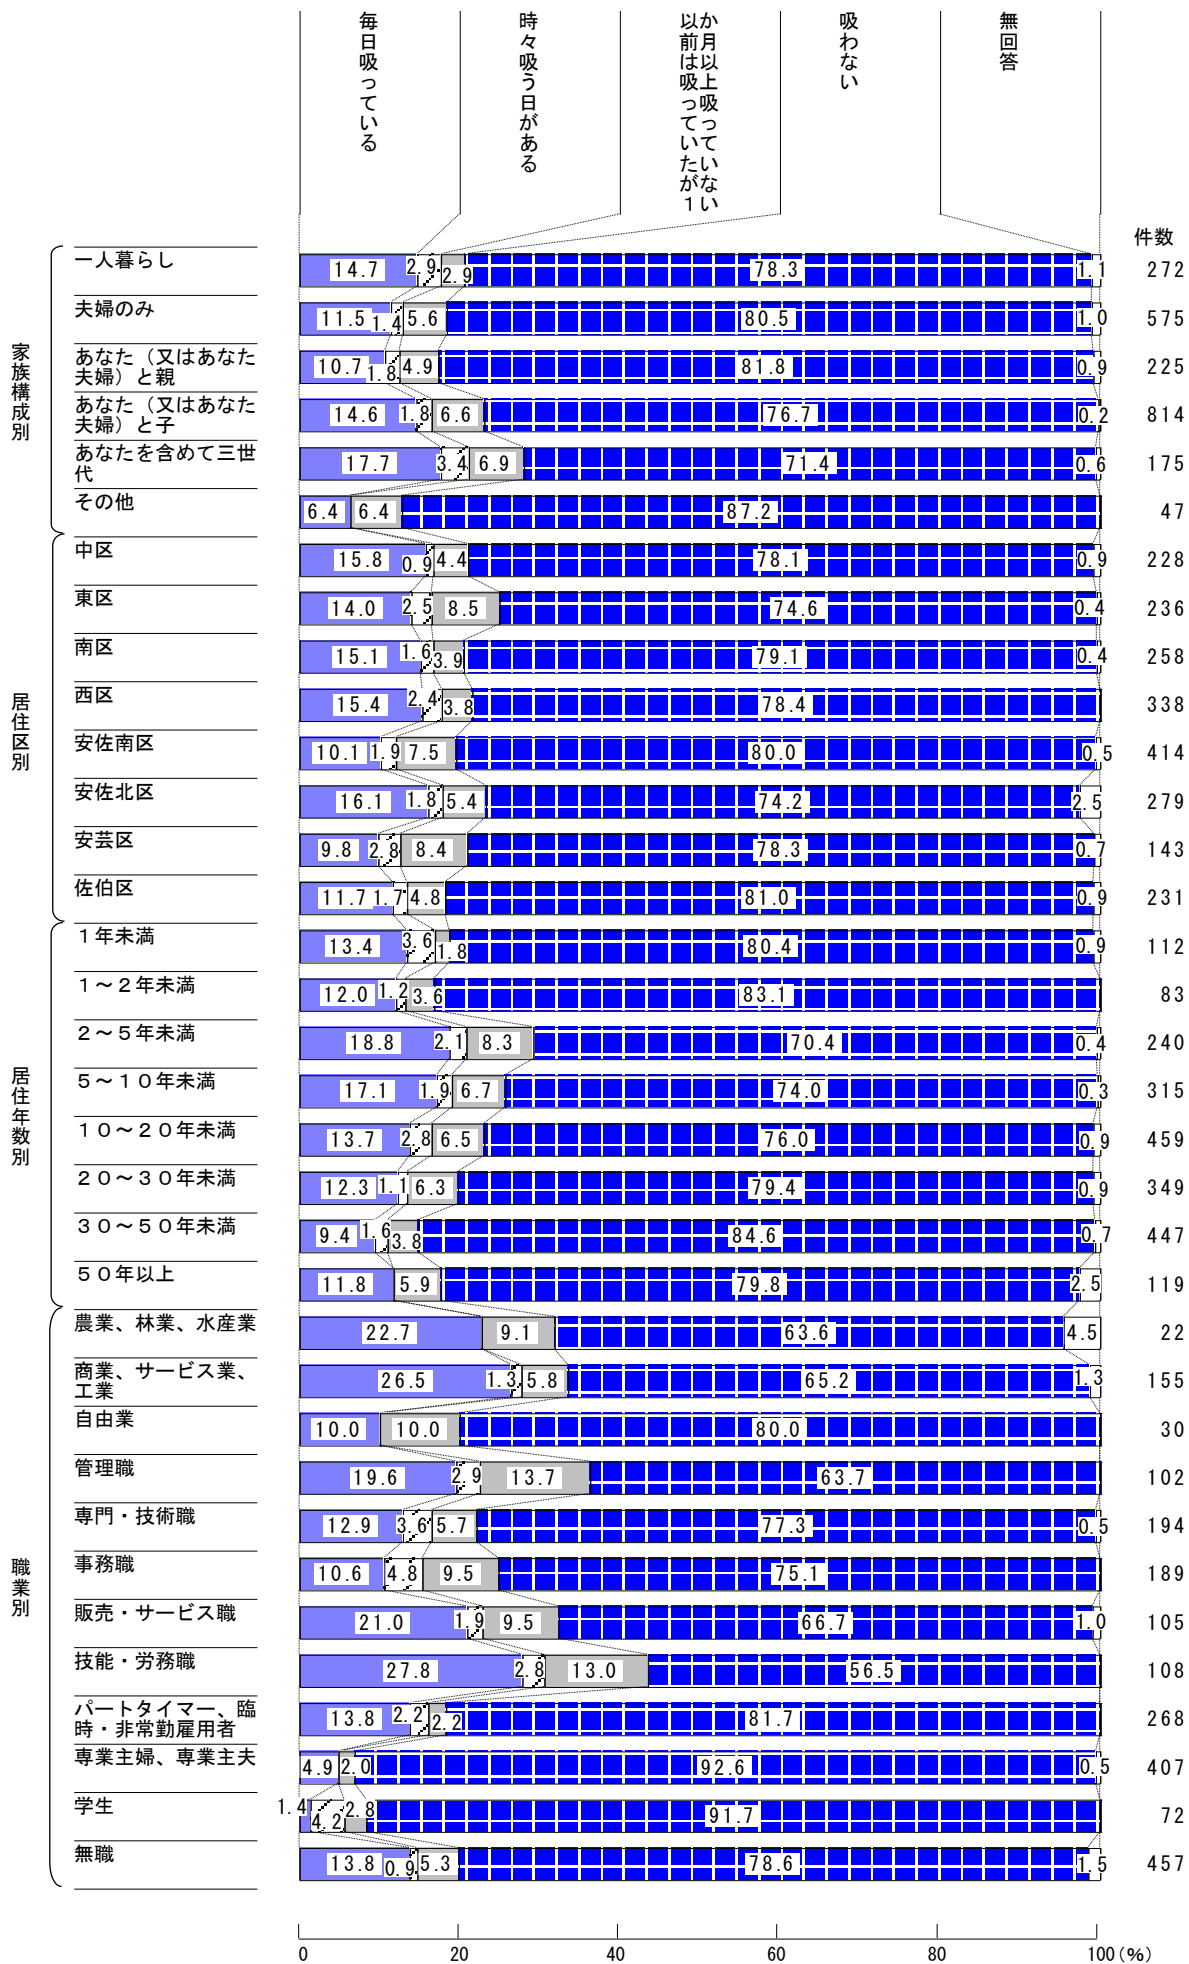 毎日吸っている
時々吸う日がある
以前は吸っていたが１
か月以上吸っていない
吸わない
無回答
件数
家族構成別
一人暮らし
14.7 2.9 2.9 78.3 1.1 272
夫婦のみ
11.5 1.4 5.6 80.5 1.0 575
あなた（又はあなた
夫婦）と親
10.7 1.8 4.9 81.8 0.9 225
あなた（又はあなた
夫婦）と子
14.6 1.8 6.6 76.7 0.2 814
あなたを含めて三世
代
17.7 3.4 6.9 71.4 0.6 175
その他
6.4 6.4 87.2 47
居住区別
中区
15.8 0.9 4.4 78.1 0.9 228
東区
14.0 2.5 8.5 74.6 0.4 236
南区
15.1 1.6 3.9 79.1 0.4 258
西区
15.4 2.4 3.8 78.4 338
安佐南区
10.1 1.9 7.5 80.0 0.5 414
安佐北区
16.1 1.8 5.4 74.2 2.5 279
安芸区
9.8 2.8 8.4 78.3 0.7 143
佐伯区
11.7 1.7 4.8 81.0 0.9 231
居住年数別
１年未満
13.4 3.6 1.8 80.4 0.9 112
１～２年未満
12.0 1.2 3.6 83.1 83
２～５年未満
18.8 2.1 8.3 70.4 0.4 240
５～１０年未満
17.1 1.9 6.7 74.0 0.3 315
１０～２０年未満
13.7 2.8 6.5 76.0 0.9 459
２０～３０年未満
12.3 1.1 6.3 79.4 0.9 349
３０～５０年未満
9.4 1.6 3.8 84.6 0.7 447
５０年以上
11.8 5.9 79.8 2.5 119
職業別
農業、林業、水産業
22.7 9.1 63.6 4.5 22
商業、サービス業、
工業
26.5 1.3 5.8 65.2 1.3 155
自由業
10.0 10.0 80.0 30
管理職
19.6 2.9 13.7 63.7 102
専門・技術職
12.9 3.6 5.7 77.3 0.5 194
事務職
10.6 4.8 9.5 75.1 189
販売・サービス職
21.0 1.9 9.5 66.7 1.0 105
技能・労務職
27.8 2.8 13.0 56.5 108
パートタイマー、臨
時・非常勤雇用者
13.8 2.2 2.2 81.7 268
専業主婦、専業主夫
4.9 2.0 92.6 0.5 407
学生
1.4 4.2 2.8 91.7 72
無職
13.8 0.9 5.3 78.6 1.5 457
0 20 40 60 80 100 (％)